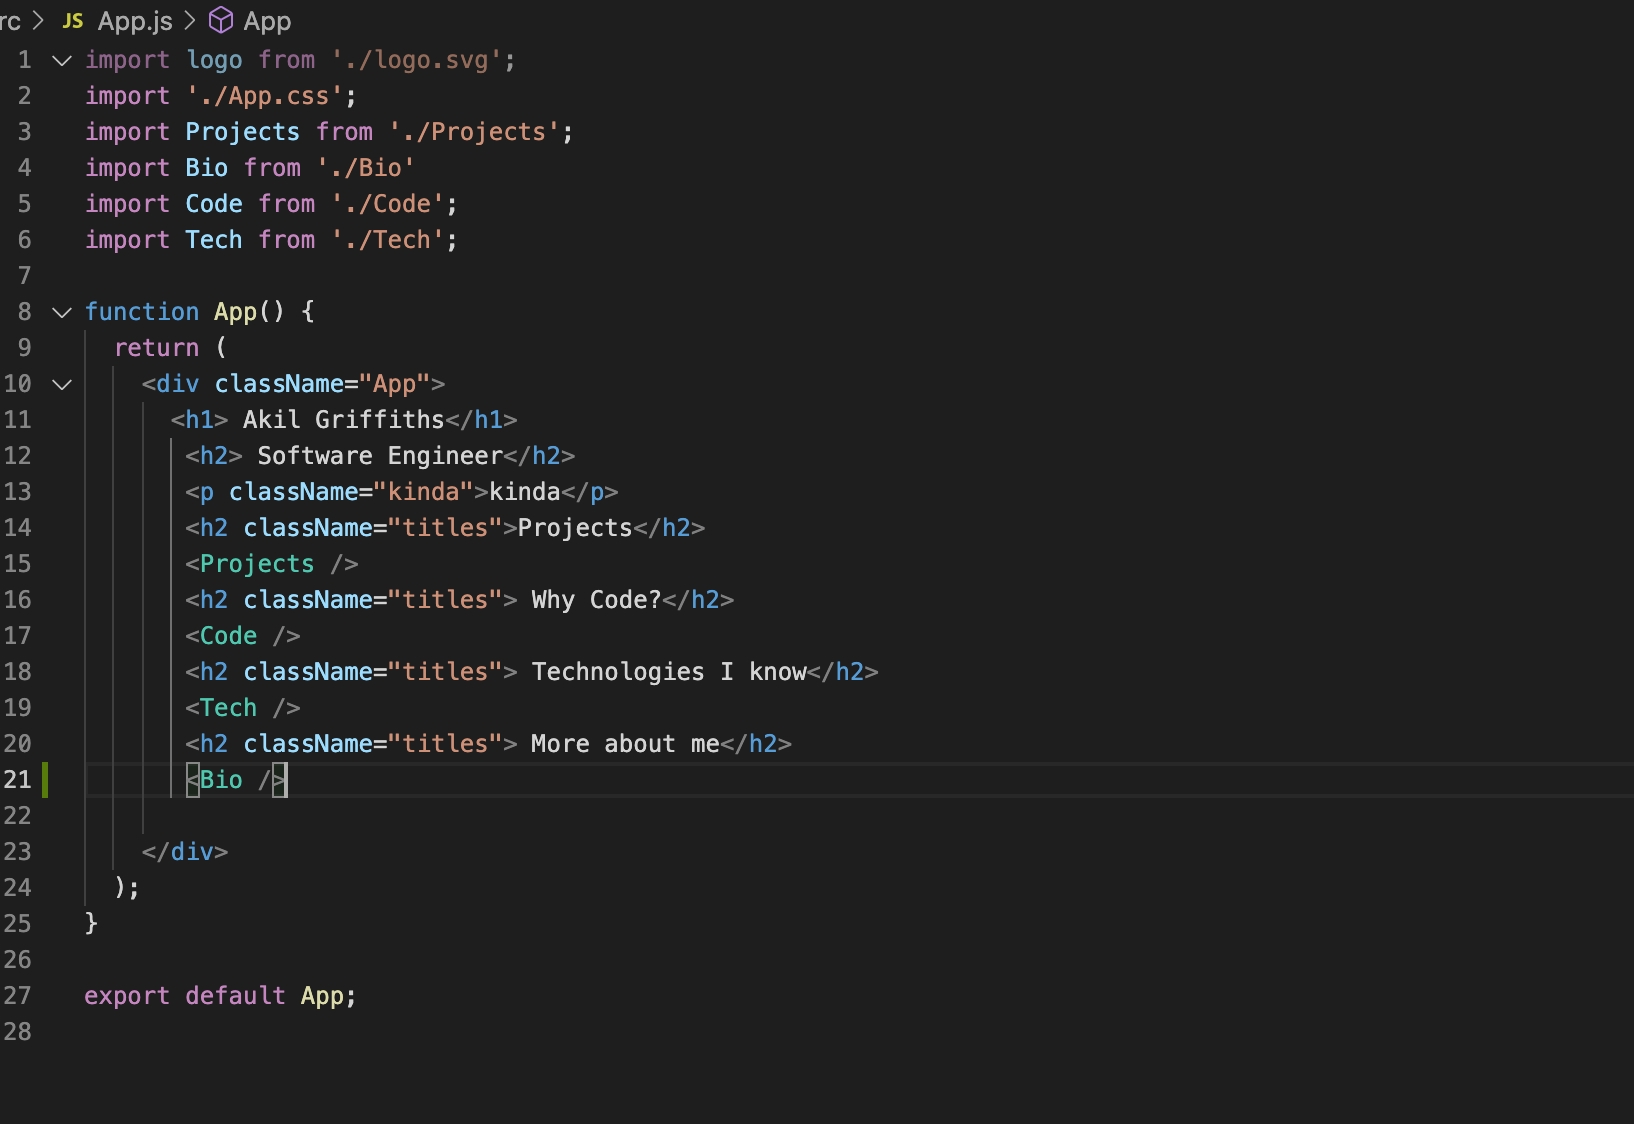 rc > JS App.js > App
1 import logo from './logo.svg';
2 import './App.css';
3 import Projects from './Projects';
4 import Bio from './Bio'
5 import Code from './Code';
6 import Tech from './Tech';
7
8 function App() {
9 return (
10 <div className="App">
11 <h1> Akil Griffiths</h1>
12 <h2> Software Engineer</h2>
13 <p className="kinda">kinda</p>
14 <h2 className="titles">Projects</h2>
15 <Projects />
16 <h2 className="titles"> Why Code?</h2>
17 <Code />
18 <h2 className="titles"> Technologies I know</h2>
19 <Tech />
20 <h2 className="titles"> More about me</h2>
21 <Bio />
22
23 </div>
24 );
25 }
26
27 export default App;
28